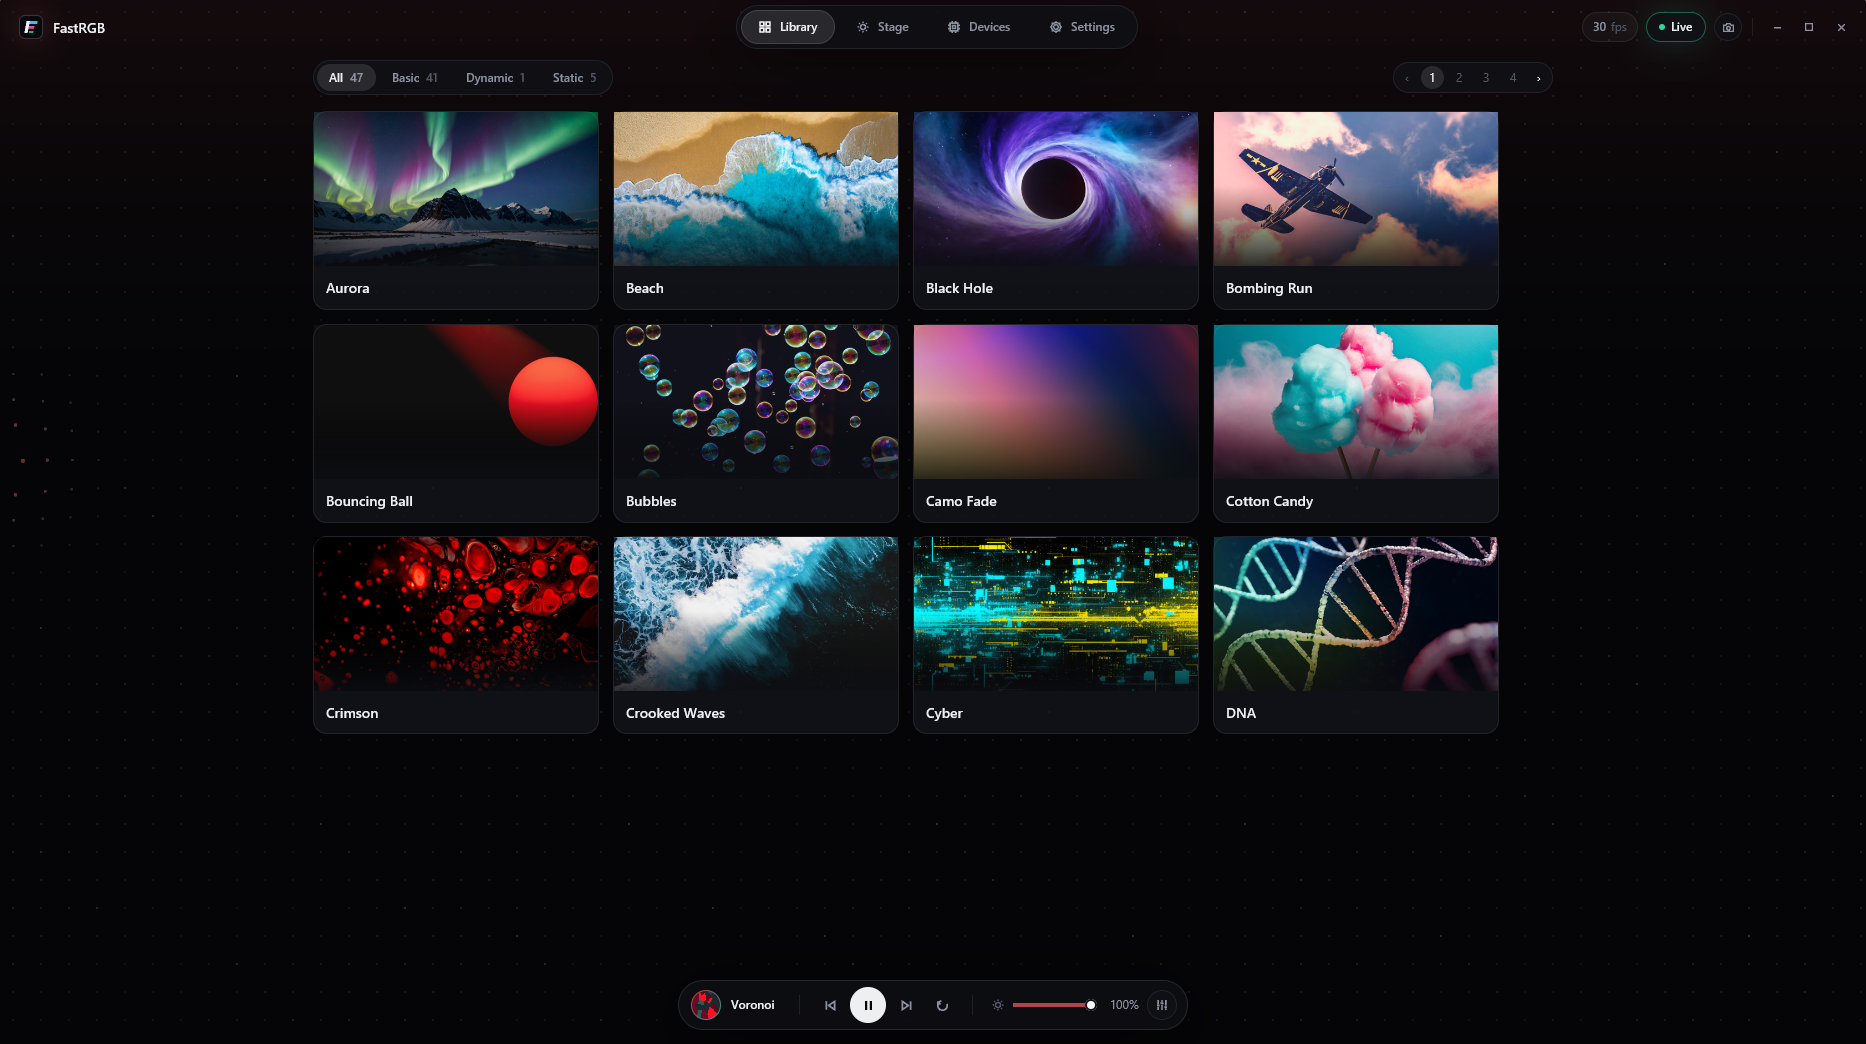 FastRGB
Library
Stage
Devices
Settings
30 fps
Live
All 47
Basic 41
Dynamic 1
Static 5
‹ 1 2 3 4 ›
Aurora
Beach
Black Hole
Bombing Run
Bouncing Ball
Bubbles
Camo Fade
Cotton Candy
Crimson
Crooked Waves
Cyber
DNA
Voronoi
100%